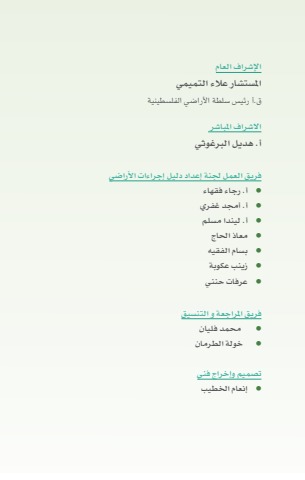 الإشراف العام
المستشار علاء التميمي
ق.أ رئيس سلطة الأراضي الفلسطينية
الاشراف المباشر
أ. هديل البرغوثي
فريق العمل لجنة إعداد دليل إجراءات الأراضي
● أ. رجاء فقهاء
● أ. امجد غفري
● أ. ليندا مسلم
● معاذ الحاج
● بسام الفقيه
● زينب عكوبة
● عرفات حنني
فريق المراجعة و التنسيق
● محمد قليان
● خولة الطرمان
تصميم وإخراج فني
● إنعام الخطيب